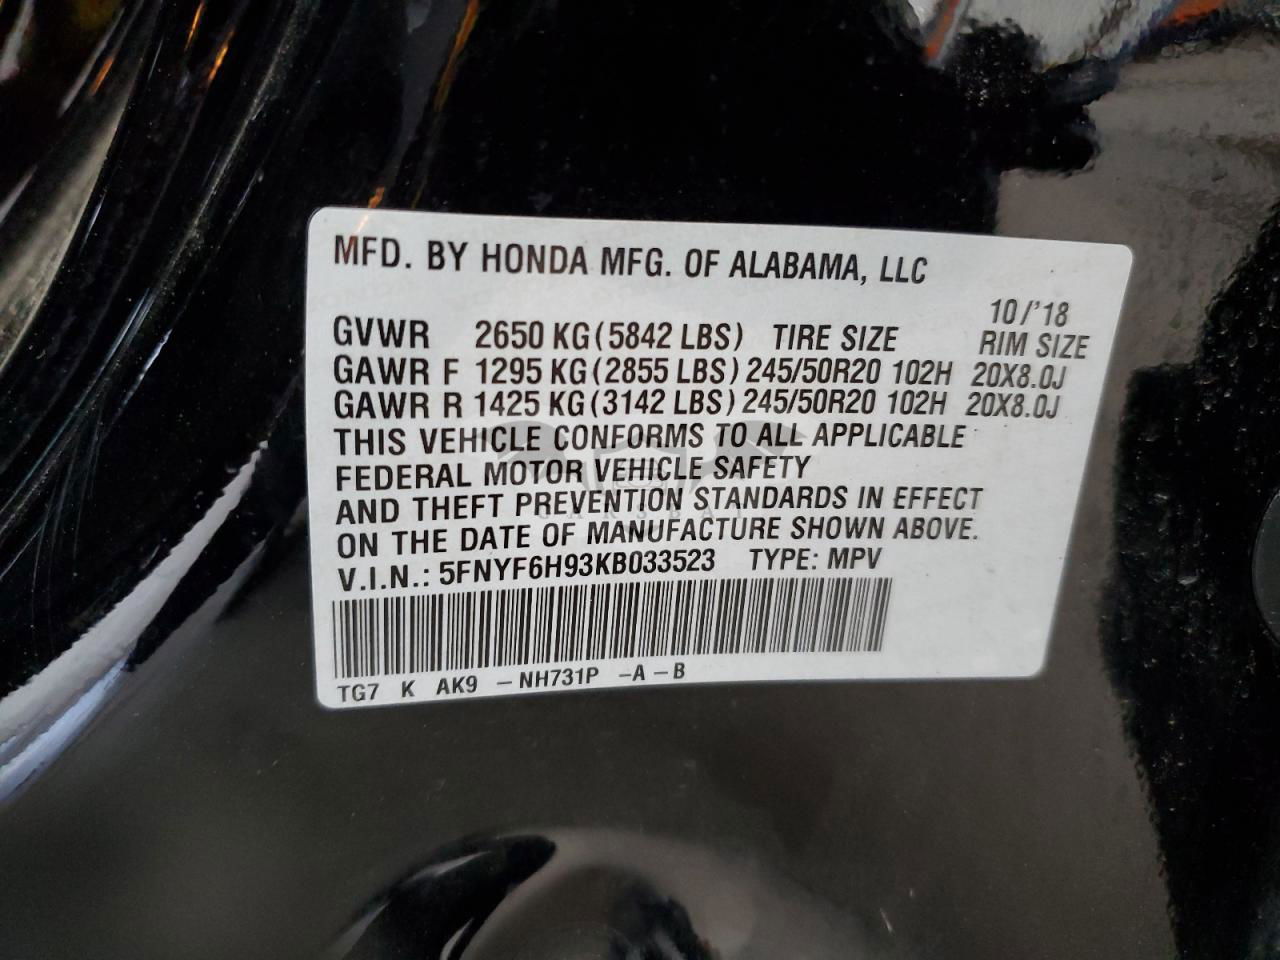 MFD. BY HONDA MFG. OF ALABAMA, LLC
10/'18
GVWR 2650 KG (5842 LBS) TIRE SIZE RIM SIZE
GAWR F 1295 KG (2855 LBS) 245/50R20 102H 20X8.0J
GAWR R 1425 KG (3142 LBS) 245/50R20 102H 20X8.0J
THIS VEHICLE CONFORMS TO ALL APPLICABLE
FEDERAL MOTOR VEHICLE SAFETY
AND THEFT PREVENTION STANDARDS IN EFFECT
ON THE DATE OF MANUFACTURE SHOWN ABOVE.
V.I.N.: 5FNYF6H93KB033523 TYPE: MPV
TG7 K AK9 -NH731P -A-B